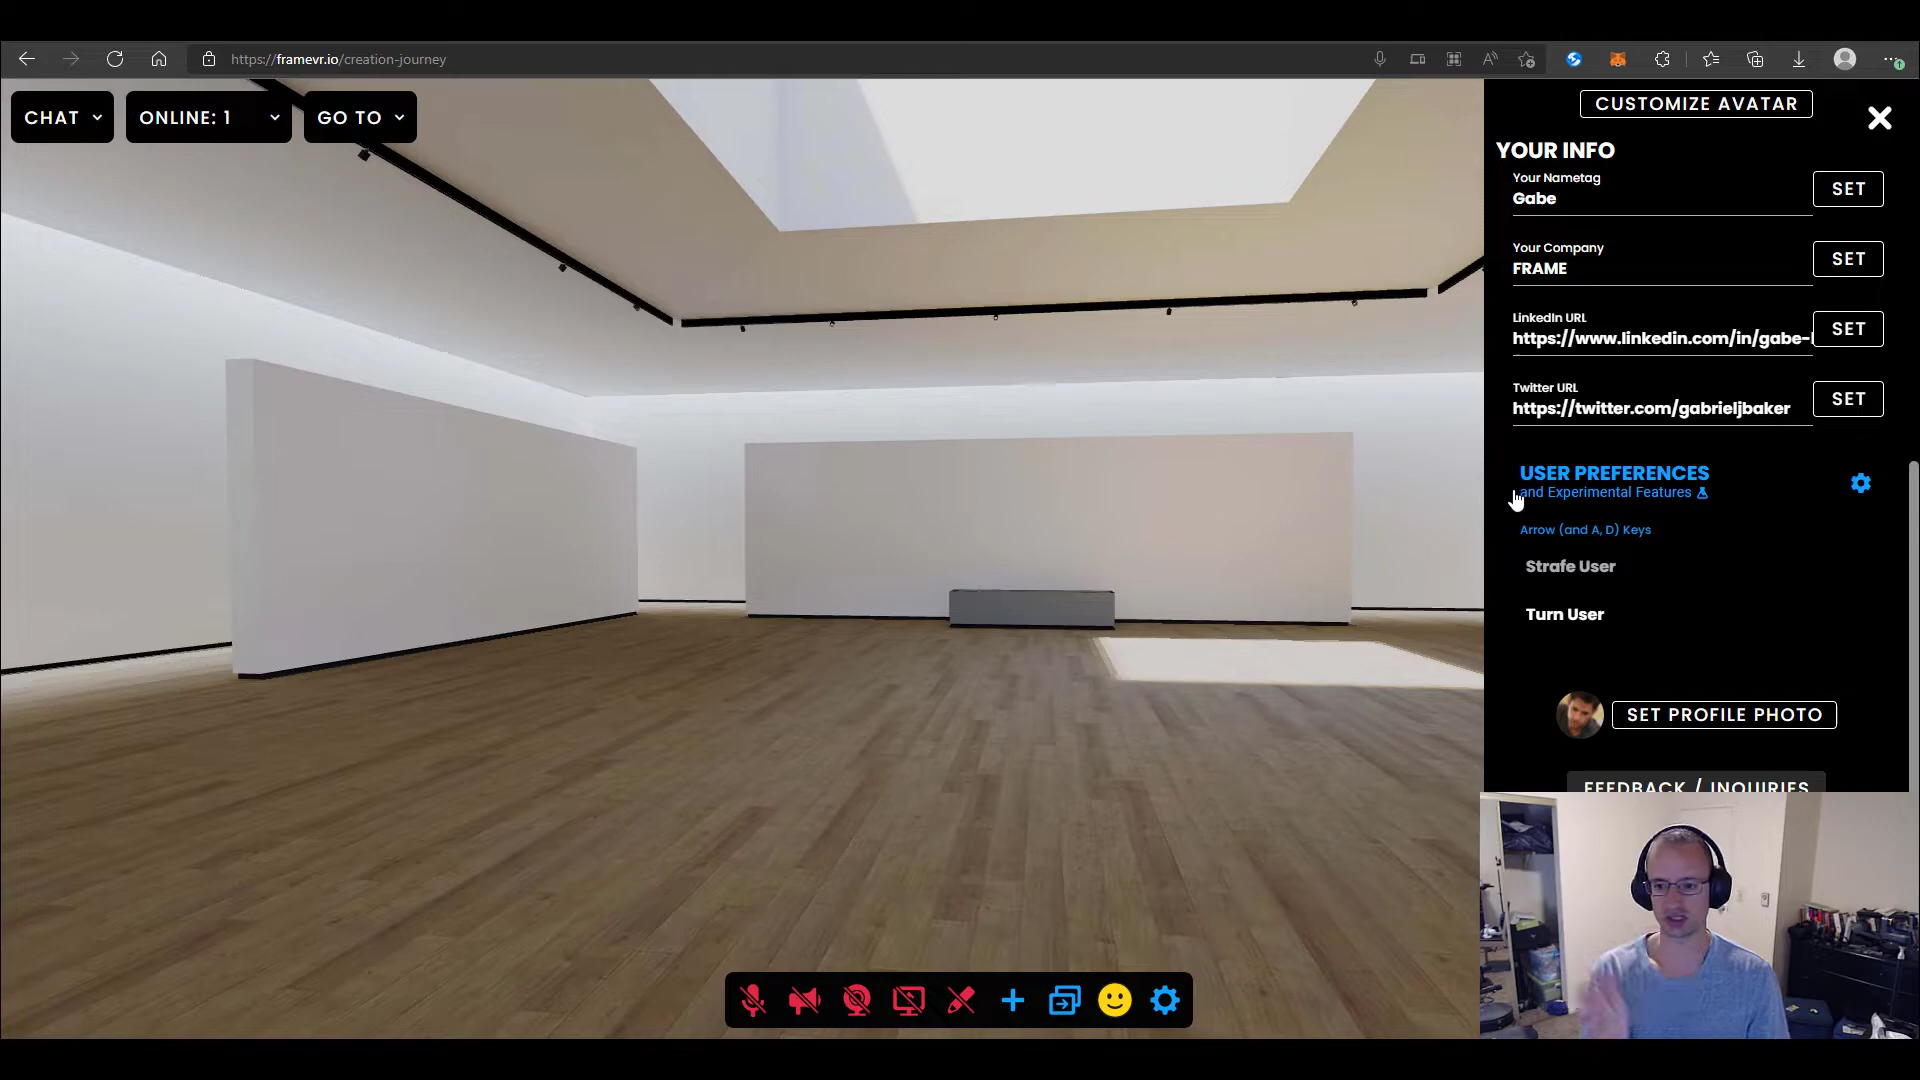 https://framevr.io/creation-journey
CHAT
ONLINE: 1
GO TO
CUSTOMIZE AVATAR
YOUR INFO
Your Nametag
Gabe
SET
Your Company
FRAME
SET
LinkedIn URL
https://www.linkedin.com/in/gabe-
SET
Twitter URL
https://twitter.com/gabrieljbaker
SET
USER PREFERENCES
and Experimental Features
Arrow (and A, D) Keys
Strafe User
Turn User
SET PROFILE PHOTO
FEEDBACK / INQUIRIES